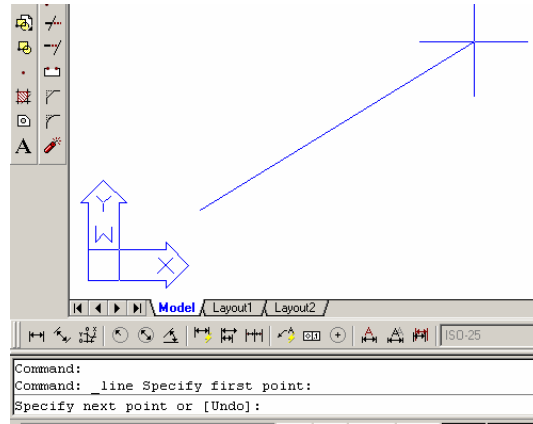 A
Y
W
X
Model Layout1 Layout2
ISO-25
Command:
Command: _line Specify first point:
Specify next point or [Undo]: